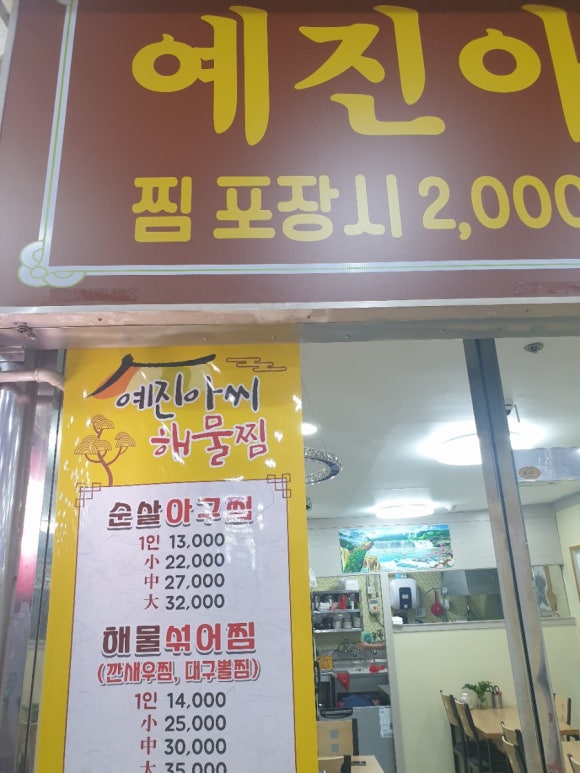 예진아
찜 포장시 2,000
예진아씨
해물찜
순살아구찜
1인 13,000
小 22,000
中 27,000
大 32,000
해물섞어찜
(깐새우찜, 대구뽈찜)
1인 14,000
小 25,000
中 30,000
大 35,000